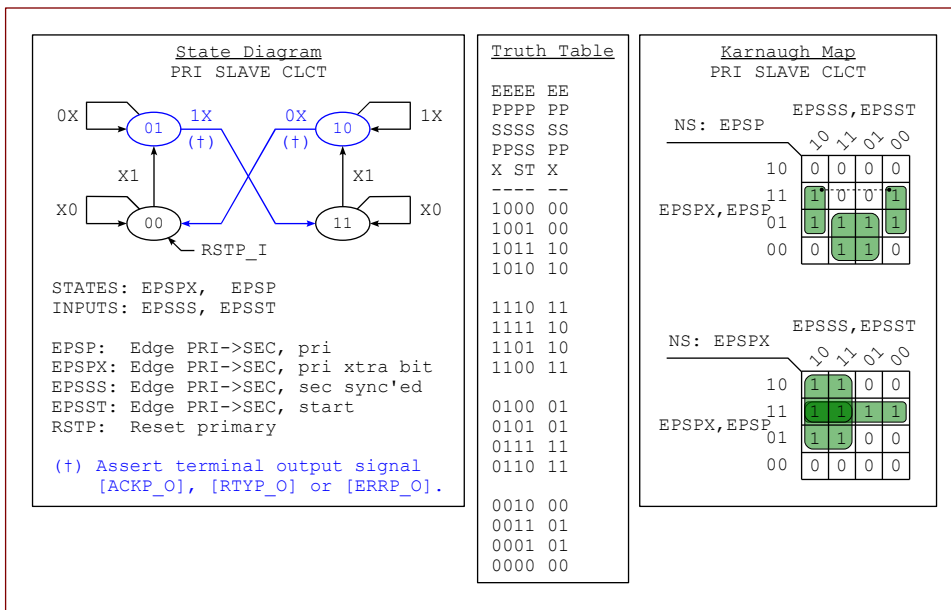 State Diagram
PRI SLAVE CLCT
0X
01
1X
(†)
0X
(†)
10
1X
X1
X1
X0
00
RSTP_I
11
X0
STATES: EPSPX, EPSP
INPUTS: EPSSS, EPSST
EPSP: Edge PRI->SEC, pri
EPSPX: Edge PRI->SEC, pri xtra bit
EPSSS: Edge PRI->SEC, sec sync'ed
EPSST: Edge PRI->SEC, start
RSTP: Reset primary
(†) Assert terminal output signal
[ACKP_O], [RTYP_O] or [ERRP_O].
Truth Table
EEEE EE
PPPP PP
SSSS SS
PPSS PP
X ST X
---- --
1000 00
1001 00
1011 10
1010 10
1110 11
1111 10
1101 10
1100 11
0100 01
0101 01
0111 11
0110 11
0010 00
0011 01
0001 01
0000 00
Karnaugh Map
PRI SLAVE CLCT
EPSSS,EPSST
NS: EPSP
10 11 01 00
10 0 0 0 0
11 1 0 0 1
EPSPX,EPSP
01 1 1 1 1
00 0 1 1 0
EPSSS,EPSST
NS: EPSPX
10 11 01 00
10 1 1 0 0
11 1 1 1 1
EPSPX,EPSP
01 1 1 0 0
00 0 0 0 0